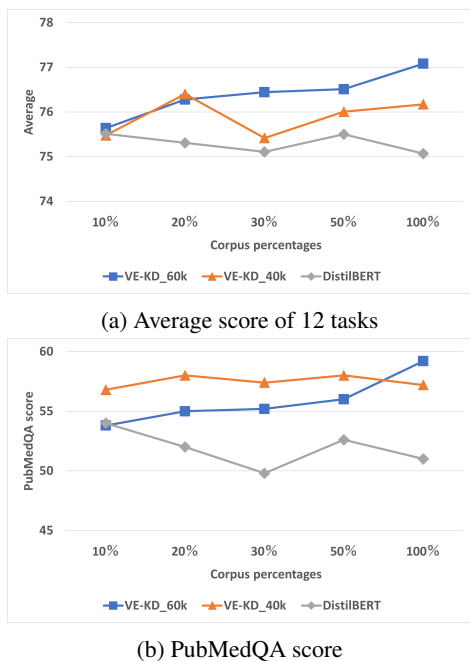 78
77
76
75
74
Average
10% 20% 30% 50% 100%
Corpus percentages
VE-KD_60k VE-KD_40k DistilBERT
(a) Average score of 12 tasks
60
55
50
45
PubMedQA score
10% 20% 30% 50% 100%
Corpus percentages
VE-KD_60k VE-KD_40k DistilBERT
(b) PubMedQA score